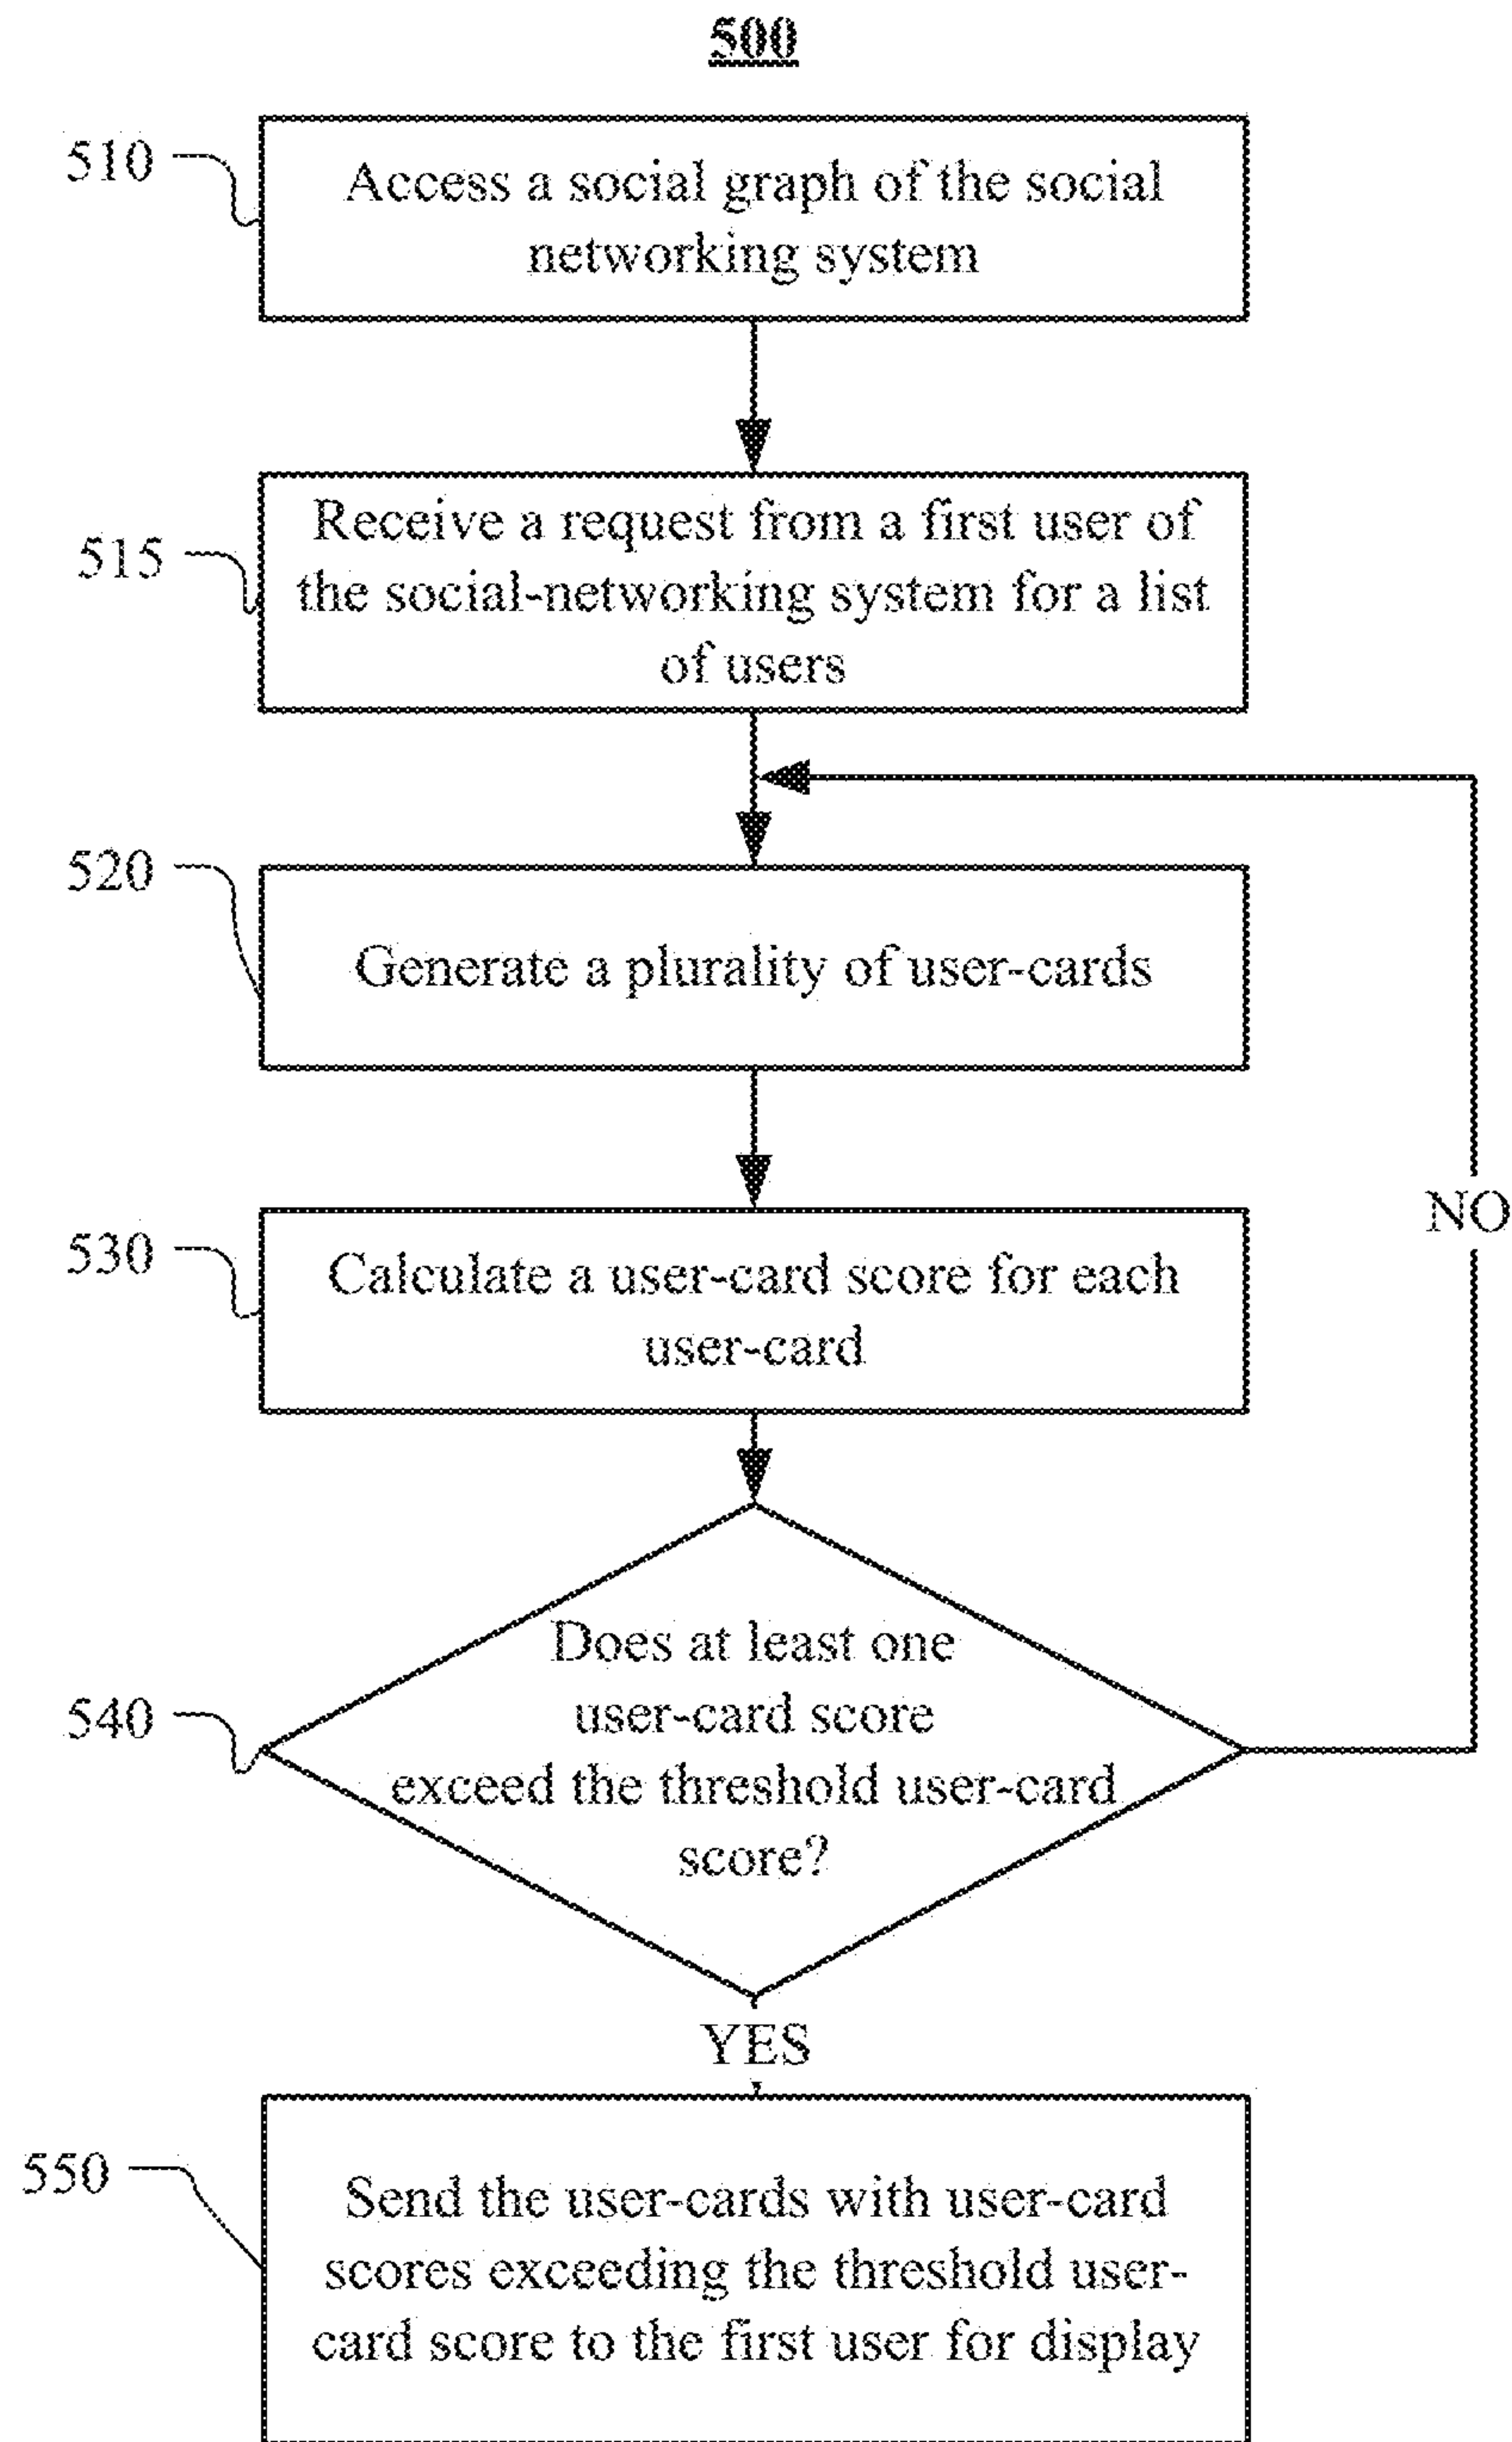 500
510
Access a social graph of the social
networking system
515
Receive a request from a first user of
the social-networking system for a list
of users
520
Generate a plurality of user-cards
530
Calculate a user-card score for each
user-card
NO
540
Does at least one
user-card score
exceed the threshold user-card
score?
YES
550
Send the user-cards with user-card
scores exceeding the threshold user-
card score to the first user for display